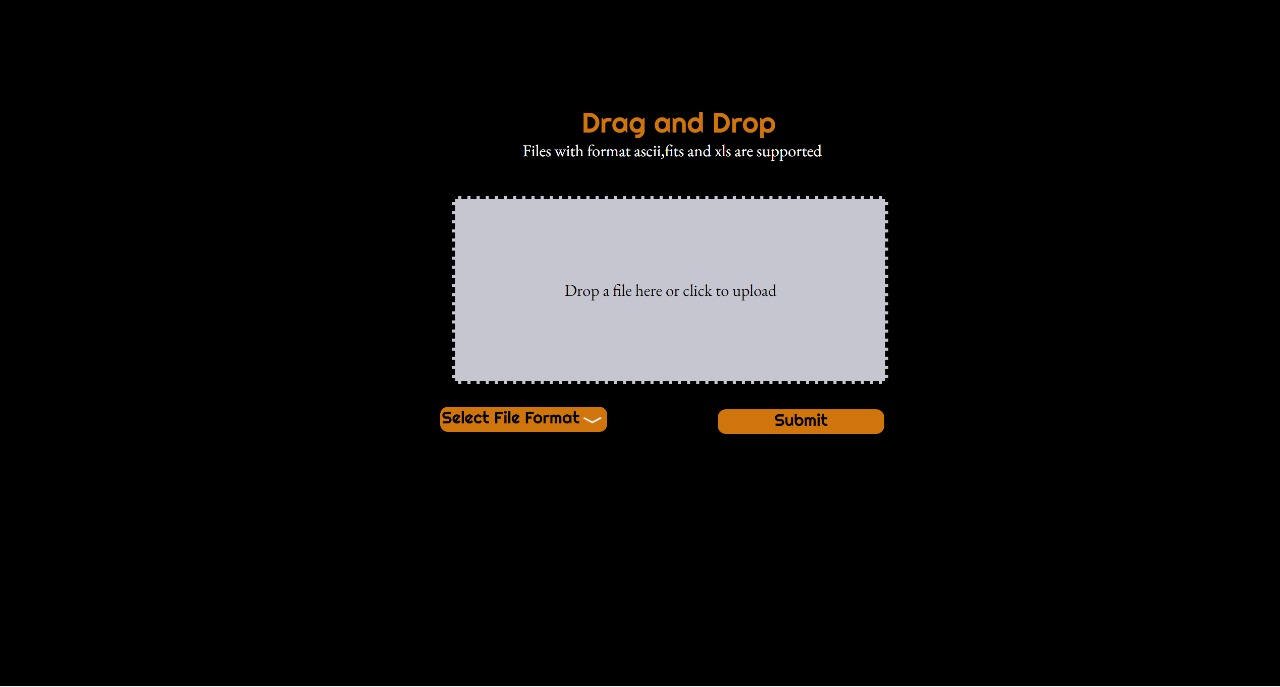 Drag and Drop
Files with format ascii,fits and xls are supported
Drop a file here or click to upload
Select File Format
Submit